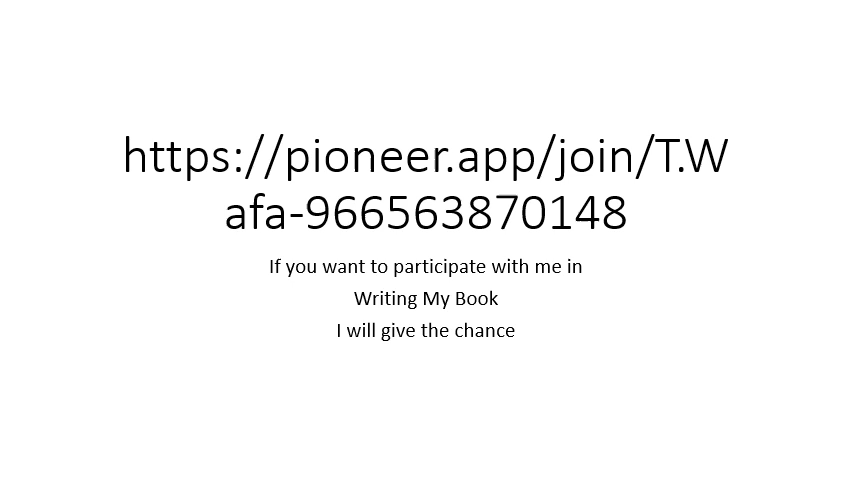 https://pioneer.app/join/T.W
afa-966563870148
If you want to participate with me in
Writing My Book
I will give the chance